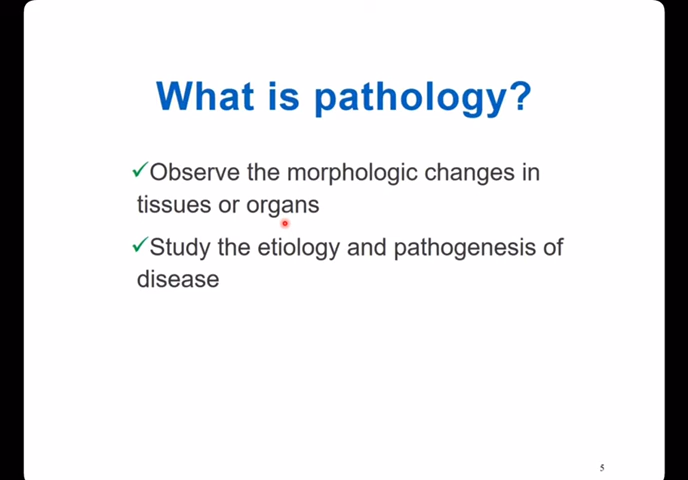 What is pathology?
✓Observe the morphologic changes in
tissues or organs
✓Study the etiology and pathogenesis of
disease
5